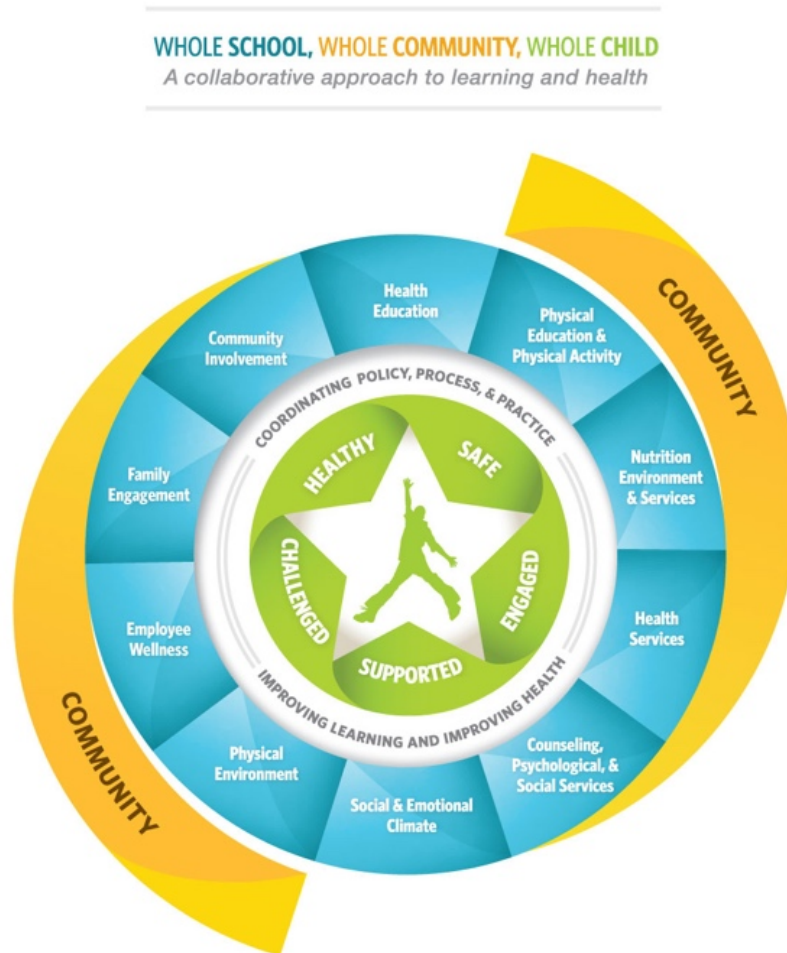 WHOLE SCHOOL, WHOLE COMMUNITY, WHOLE CHILD
A collaborative approach to learning and health
COMMUNITY
Health
Education
Physical
Education &
Physical Activity
Nutrition
Environment
& Services
Health
Services
Counseling,
Psychological, &
Social Services
Social & Emotional
Climate
Physical
Environment
Employee
Wellness
Family
Engagement
Community
Involvement
COORDINATING POLICY, PROCESS, & PRACTICE
IMPROVING LEARNING AND IMPROVING HEALTH
HEALTHY
SAFE
ENGAGED
SUPPORTED
CHALLENGED
COMMUNITY